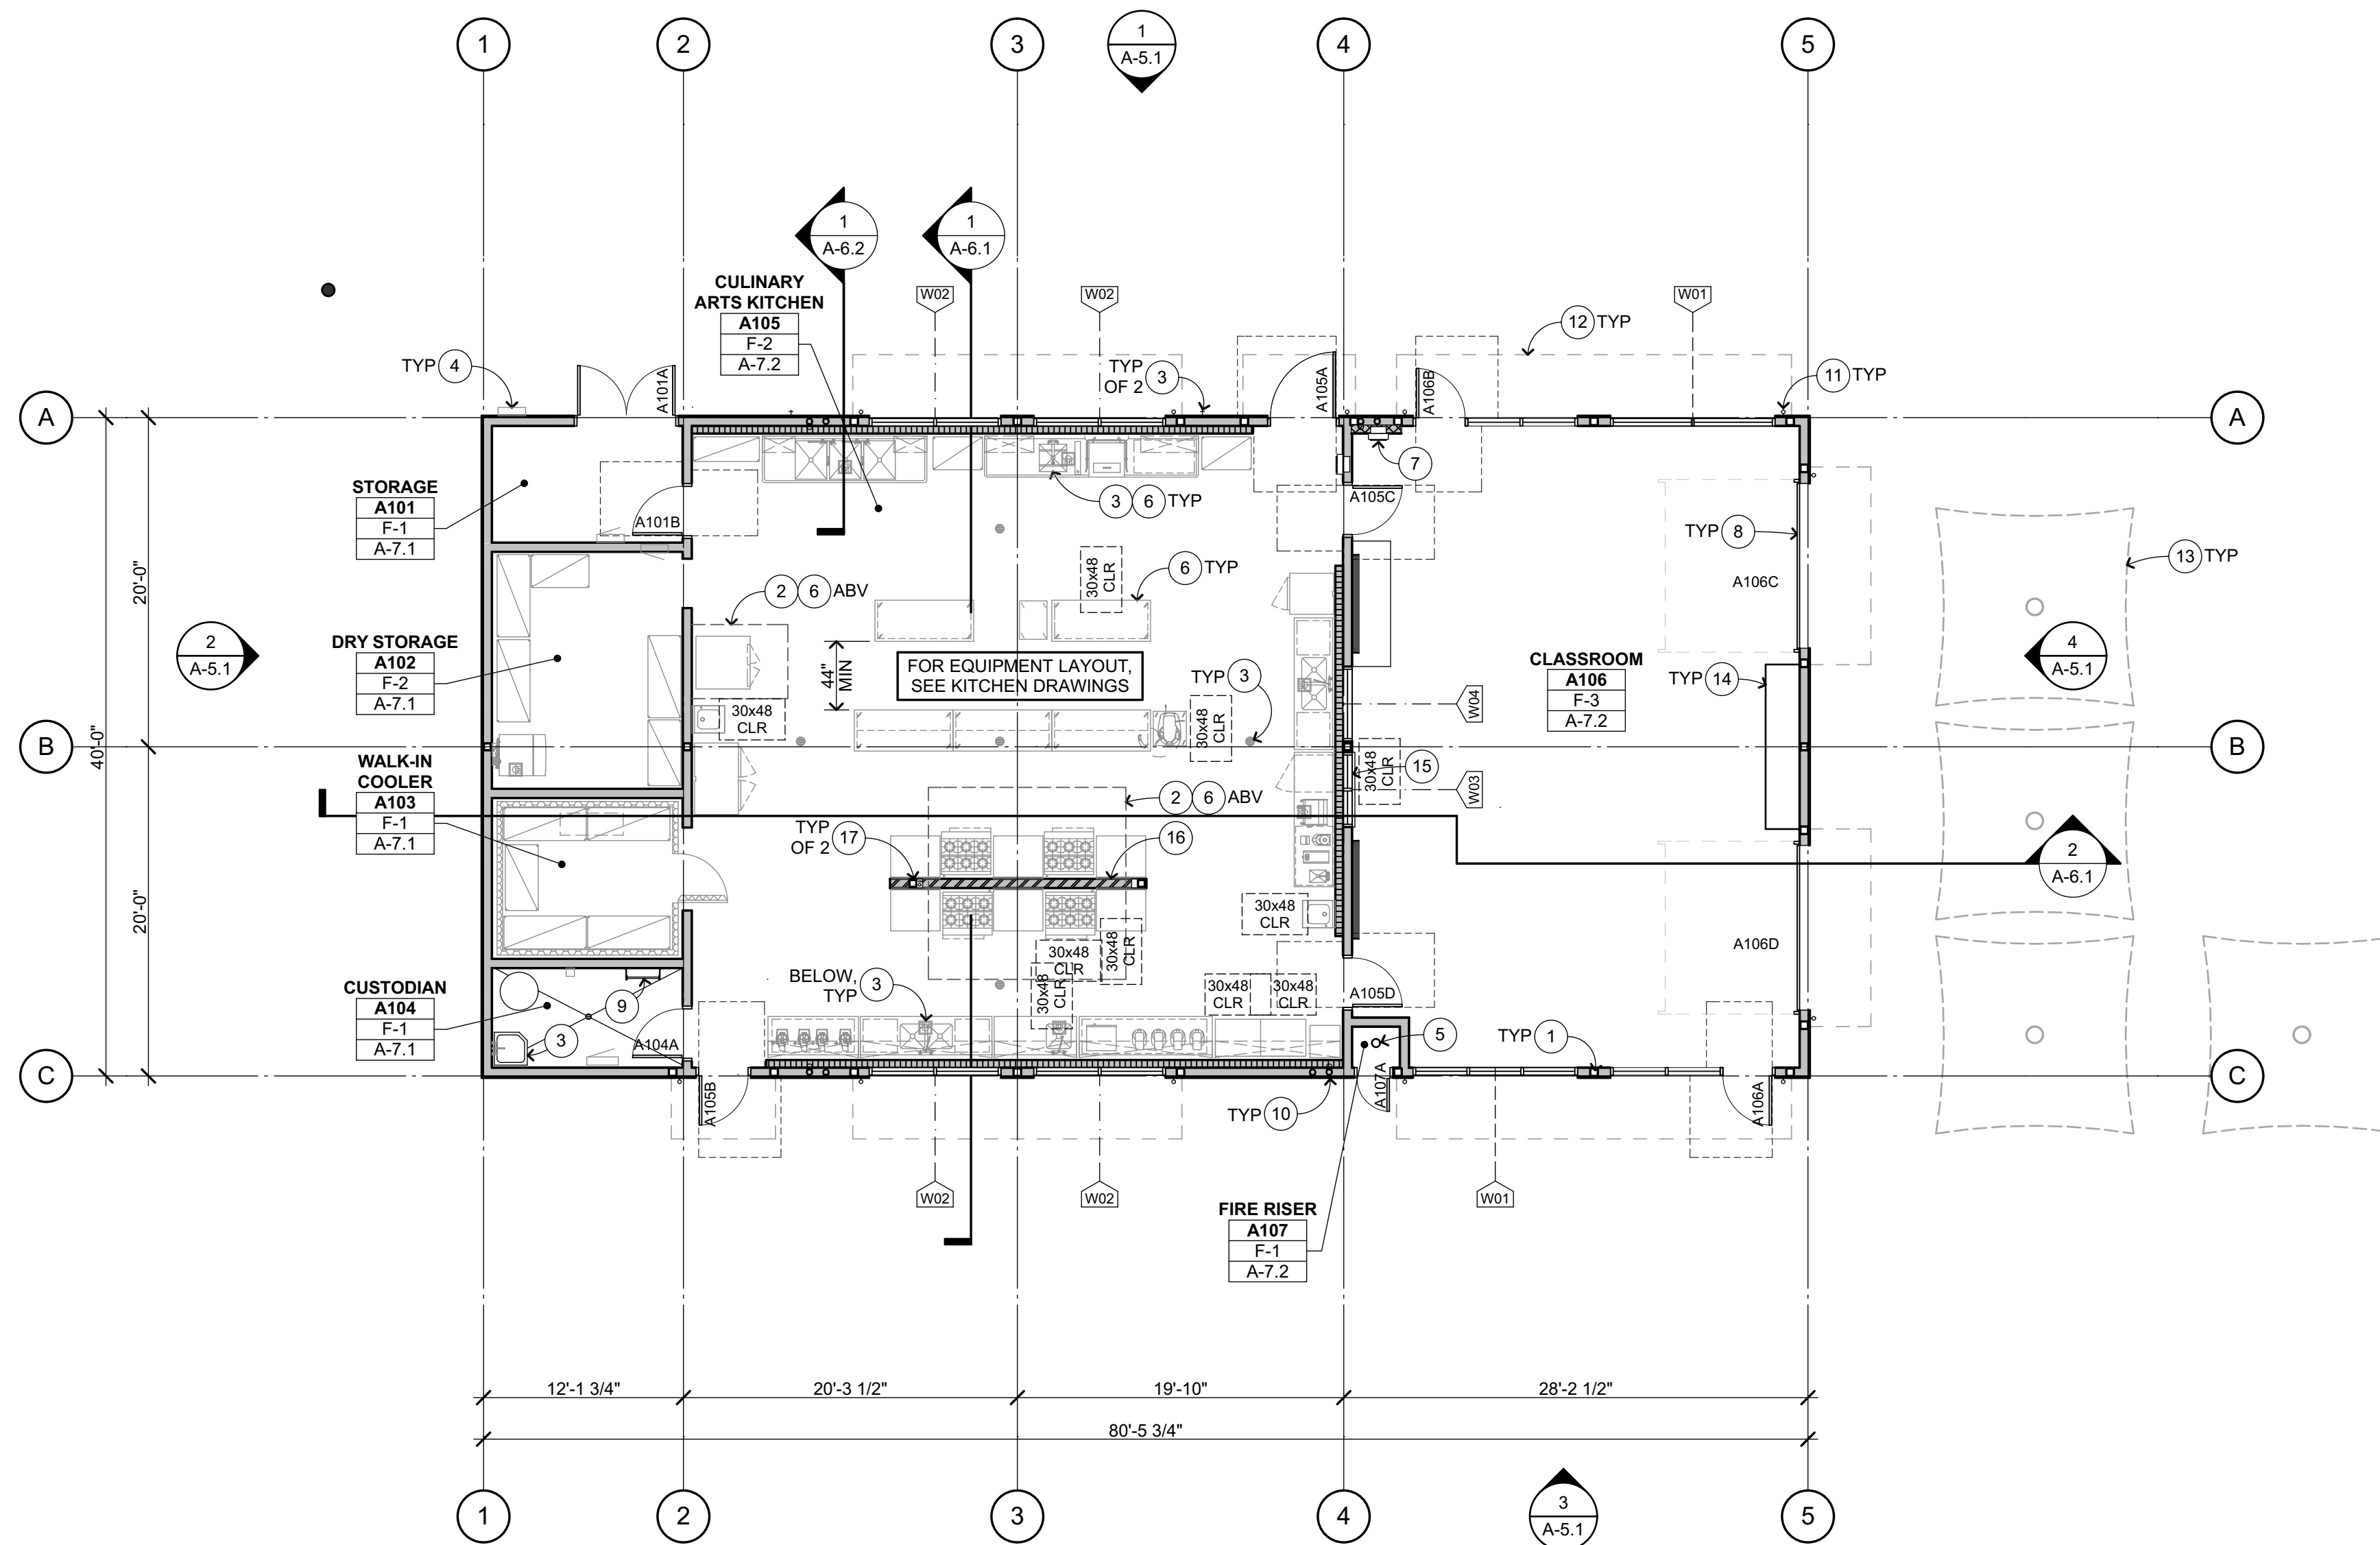 1
2
3
4
5
1
A-5.1
1
A-6.2
1
A-6.1
CULINARY
ARTS KITCHEN
A105
F-2
A-7.2
W02
W02
W01
12 TYP
TYP 4
TYP
OF 2
3
11 TYP
A101A
A105A
A106B
A
A
7
STORAGE
A101
F-1
A-7.1
A101B
3 6 TYP
A105C
TYP 8
A106C
13 TYP
30x48
CLR
6 TYP
2 6 ABV
20'-0"
40'-0"
2
A-5.1
DRY STORAGE
A102
F-2
A-7.1
44"
MIN
FOR EQUIPMENT LAYOUT,
SEE KITCHEN DRAWINGS
TYP 3
CLASSROOM
A106
F-3
A-7.2
TYP 14
4
A-5.1
W04
30x48
CLR
30x48
CLR
B
B
WALK-IN
COOLER
A103
F-1
A-7.1
30x48
CLR
15
W03
2 6 ABV
TYP
OF 2
17
16
2
A-6.1
20'-0"
30x48
CLR
30x48
CLR
30x48
CLR
30x48
CLR
30x48
CLR
30x48
CLR
A106D
BELOW,
TYP
3
CUSTODIAN
A104
F-1
A-7.1
9
3
A104A
A105D
5
TYP 1
C
C
A105B
A107A
A106A
TYP 10
W02
W02
W01
FIRE RISER
A107
F-1
A-7.2
12'-1 3/4"
20'-3 1/2"
19'-10"
28'-2 1/2"
80'-5 3/4"
1
2
3
4
5
3
A-5.1